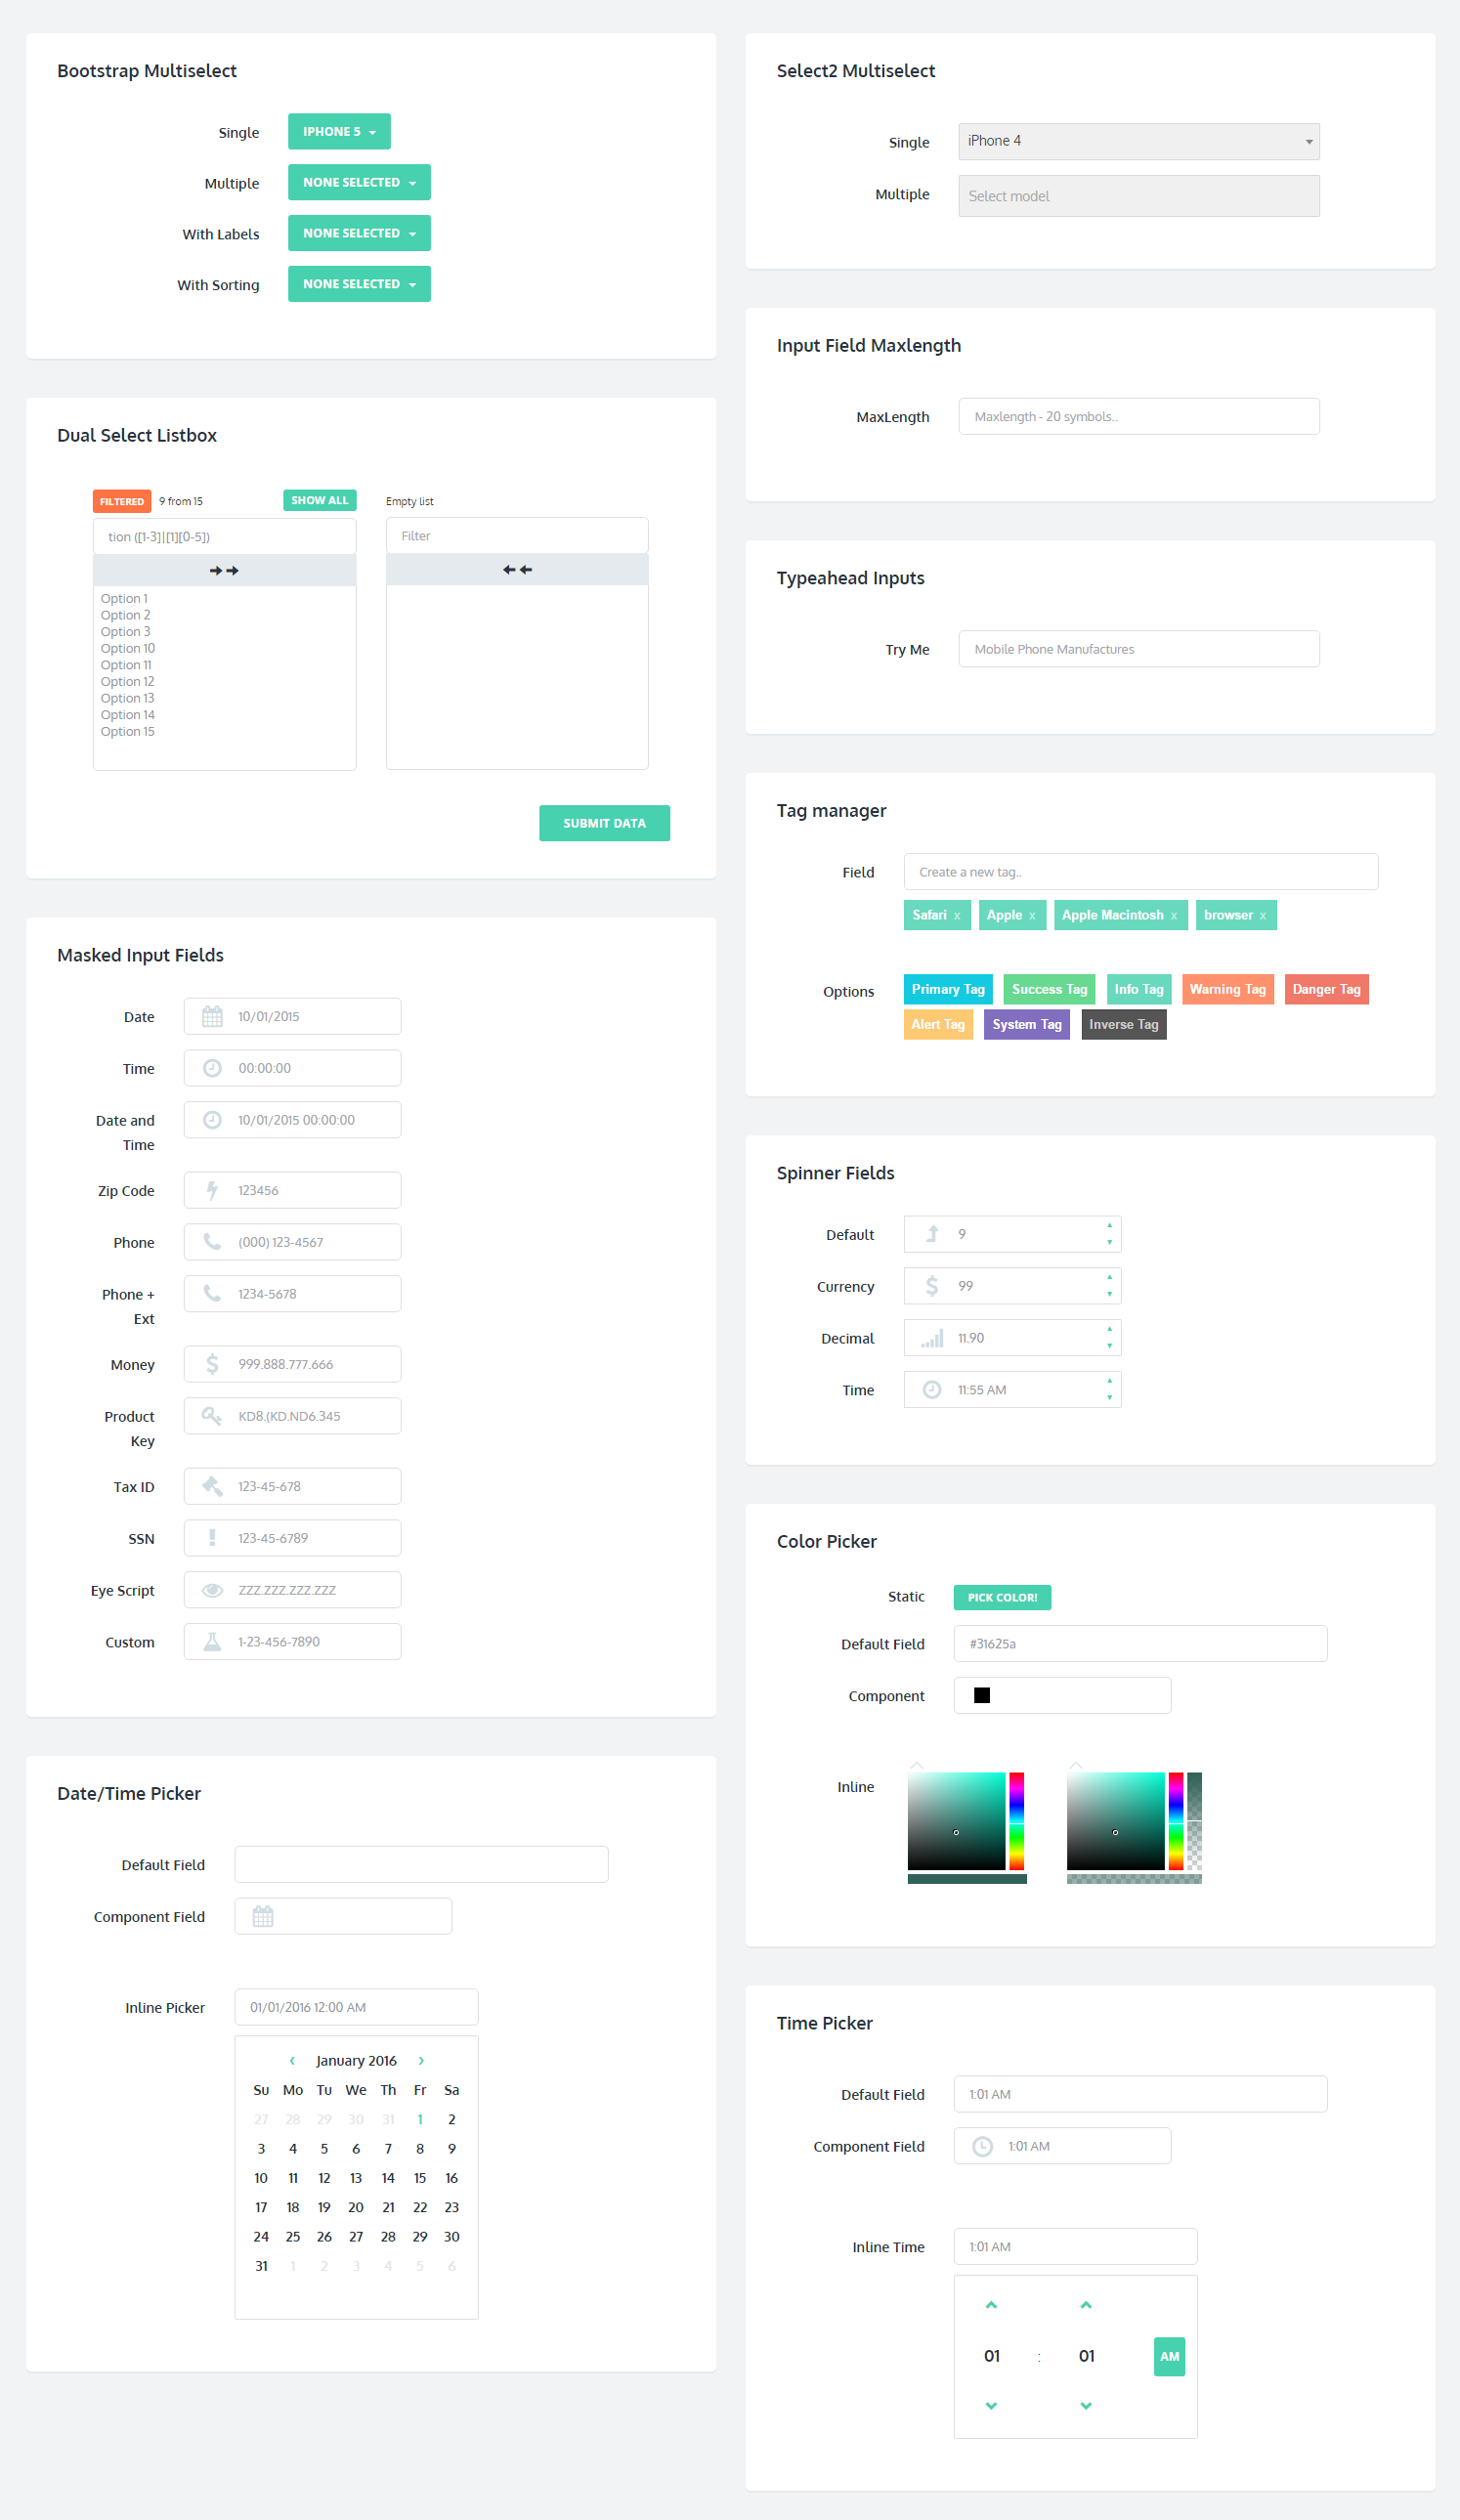 Bootstrap Multiselect
Single IPHONE 5
Multiple NONE SELECTED
With Labels NONE SELECTED
With Sorting NONE SELECTED
Dual Select Listbox
FILTERED 9 from 15 SHOW ALL
tion ([1-3]|[1][0-5])
Option 1
Option 2
Option 3
Option 10
Option 11
Option 12
Option 13
Option 14
Option 15
Empty list
Filter
SUBMIT DATA
Masked Input Fields
Date 10/01/2015
Time 00:00:00
Date and
Time
10/01/2015 00:00:00
Zip Code 123456
Phone (000) 123-4567
Phone +
Ext
1234-5678
Money 999.888.777.666
Product
Key
KD8.(KD.ND6.345
Tax ID 123-45-678
SSN 123-45-6789
Eye Script ZZZ.ZZZ.ZZZ.ZZZ
Custom 1-23-456-7890
Date/Time Picker
Default Field
Component Field
Inline Picker 01/01/2016 12:00 AM
‹ January 2016 ›
Su Mo Tu We Th Fr Sa
27 28 29 30 31 1 2
3 4 5 6 7 8 9
10 11 12 13 14 15 16
17 18 19 20 21 22 23
24 25 26 27 28 29 30
31 1 2 3 4 5 6
Select2 Multiselect
Single iPhone 4
Multiple Select model
Input Field Maxlength
MaxLength Maxlength - 20 symbols..
Typeahead Inputs
Try Me Mobile Phone Manufactures
Tag manager
Field Create a new tag..
Safari x Apple x Apple Macintosh x browser x
Options Primary Tag Success Tag Info Tag Warning Tag Danger Tag
Alert Tag System Tag Inverse Tag
Spinner Fields
Default 9
Currency 99
Decimal 11.90
Time 11:55 AM
Color Picker
Static PICK COLOR!
Default Field #31625a
Component
Inline
Time Picker
Default Field 1:01 AM
Component Field 1:01 AM
Inline Time 1:01 AM
01 : 01 AM